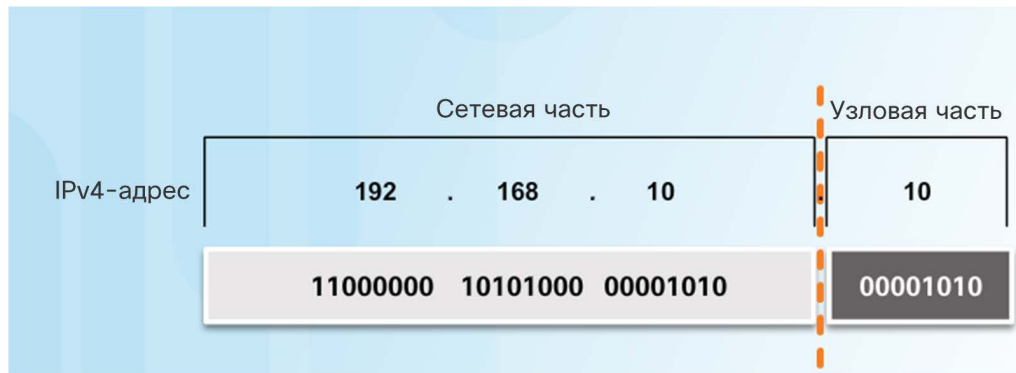 Сетевая часть Узловая часть
IPv4-адрес 192 . 168 . 10 . 10
11000000 10101000 00001010 00001010